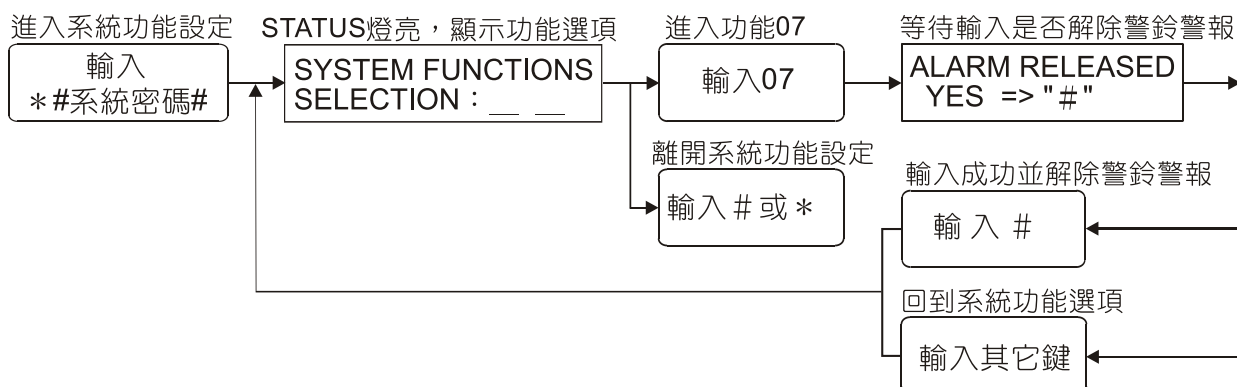 進入系統功能設定
輸入
＊#系統密碼#
STATUS燈亮，顯示功能選項
SYSTEM FUNCTIONS
SELECTION：__ __
進入功能07
輸入07
等待輸入是否解除警鈴警報
ALARM RELEASED
YES => "＃"
離開系統功能設定
輸入＃或＊
輸入成功並解除警鈴警報
輸入＃
回到系統功能選項
輸入其它鍵